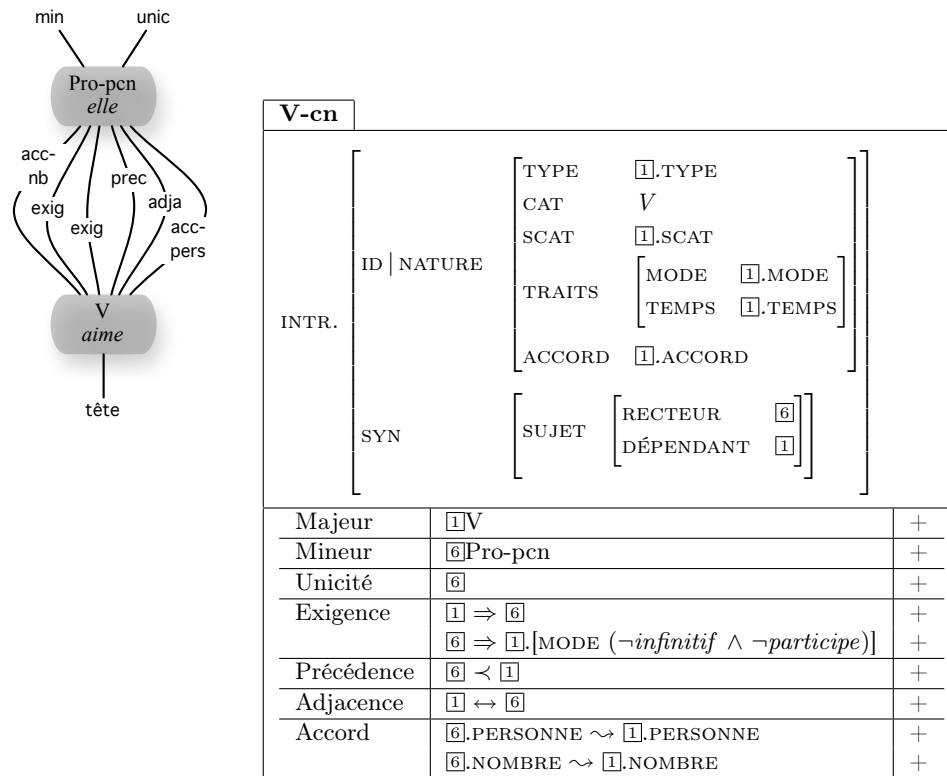 min unic
Pro-pcn
elle
acc-
nb
exig
exig
prec
adja
acc-
pers
V
aime
tête
V-cn
INTR.
ID | NATURE
TYPE 1.TYPE
CAT V
SCAT 1.SCAT
TRAITS
MODE 1.MODE
TEMPS 1.TEMPS
ACCORD 1.ACCORD
SYN
SUJET
RECTEUR 6
DÉPENDANT 1
Majeur 1V +
Mineur 6Pro-pcn +
Unicité 6 +
Exigence 1 ⇒ 6 +
6 ⇒ 1.[MODE (¬infinitif ∧ ¬participe)] +
Précédence 6 ≺ 1 +
Adjacence 1 ↔ 6 +
Accord 6.PERSONNE ⇝ 1.PERSONNE +
6.NOMBRE ⇝ 1.NOMBRE +